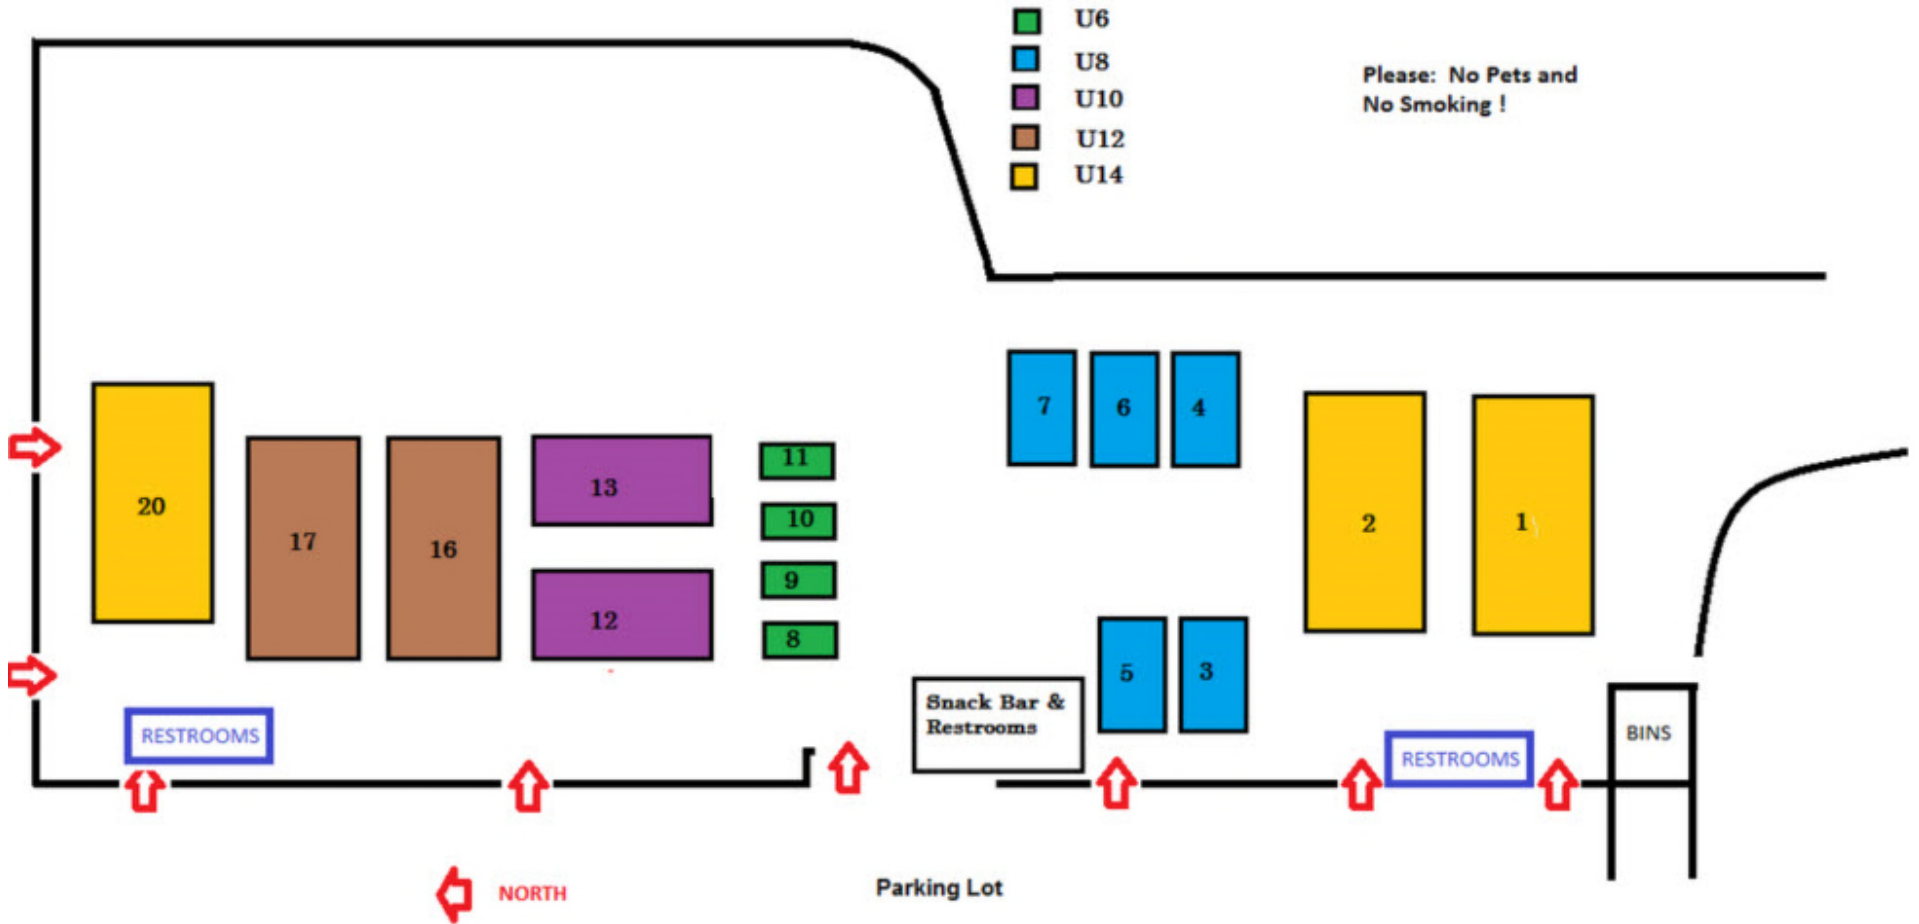 U6
U8
U10
U12
U14
Please: No Pets and
No Smoking !
7
6
4
20
17
16
13
12
11
10
9
8
2
1
5
3
Snack Bar &
Restrooms
RESTROOMS
RESTROOMS
BINS
NORTH
Parking Lot